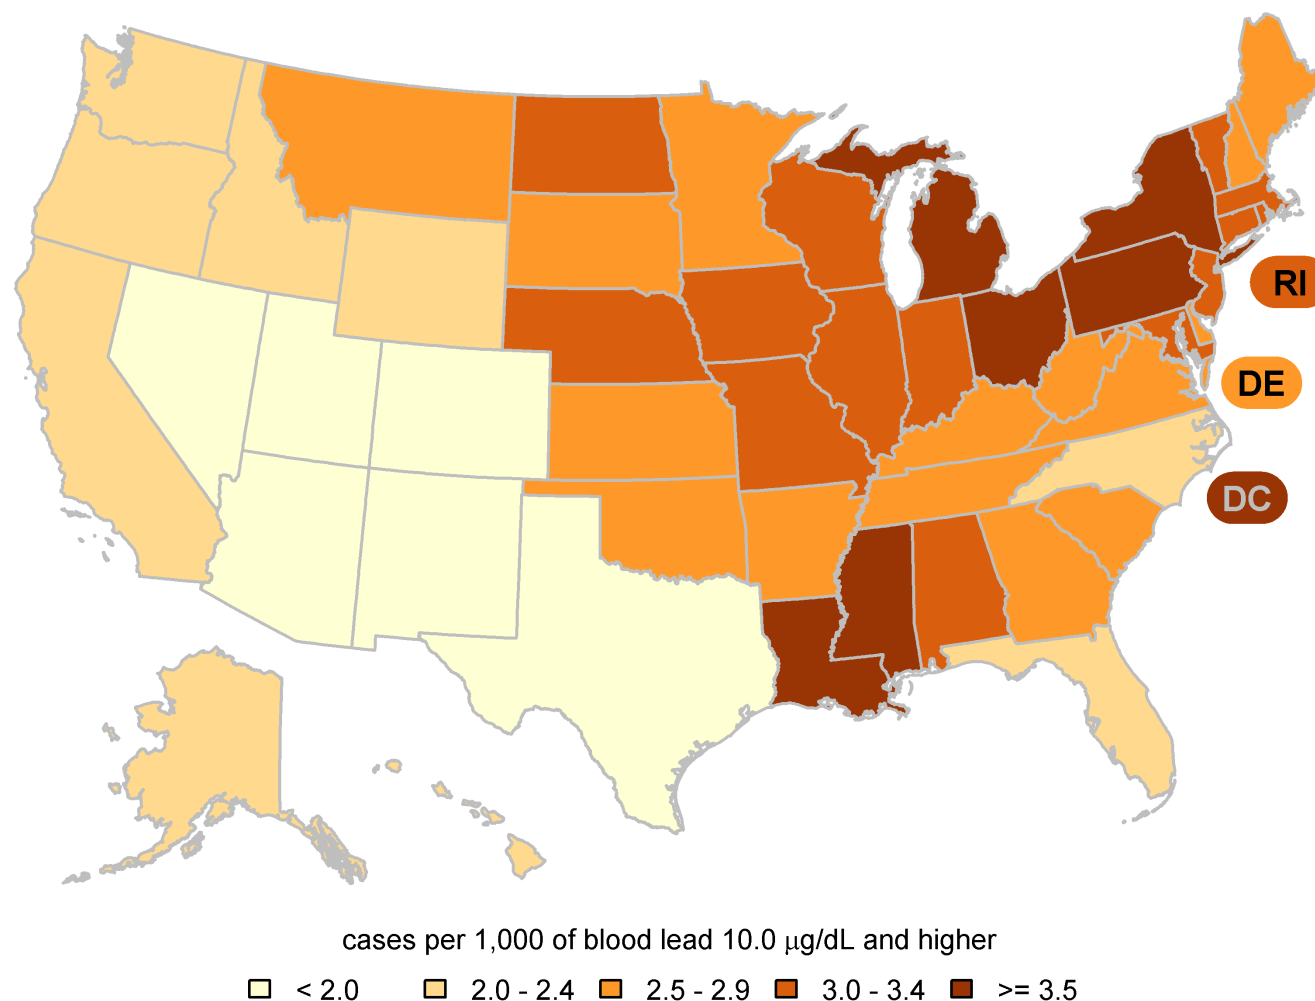 RI
DE
DC
cases per 1,000 of blood lead 10.0 μg/dL and higher
< 2.0 2.0 - 2.4 2.5 - 2.9 3.0 - 3.4 >= 3.5